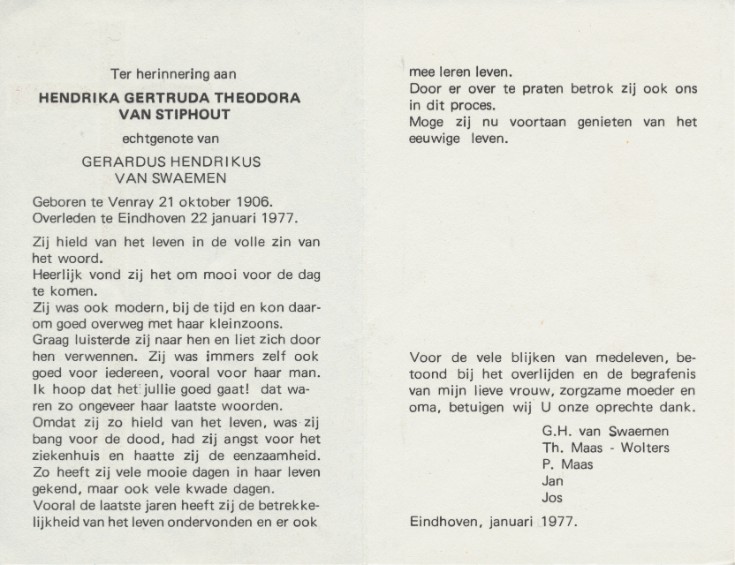 Ter herinnering aan
HENDRIKA GERTRUDA THEODORA
VAN STIPHOUT
echtgenote van
GERARDUS HENDRIKUS
VAN SWAEMEN
Geboren te Venray 21 oktober 1906.
Overleden te Eindhoven 22 januari 1977.
Zij hield van het leven in de volle zin van
het woord.
Heerlijk vond zij het om mooi voor de dag
te komen.
Zij was ook modern, bij de tijd en kon daar-
om goed overweg met haar kleinzoons.
Graag luisterde zij naar hen en liet zich door
hen verwennen. Zij was immers zelf ook
goed voor iedereen, vooral voor haar man.
Ik hoop dat het jullie goed gaat! dat wa-
ren zo ongeveer haar laatste woorden.
Omdat zij zo hield van het leven, was zij
bang voor de dood, had zij angst voor het
ziekenhuis en haatte zij de eenzaamheid.
Zo heeft zij vele mooie dagen in haar leven
gekend, maar ook vele kwade dagen.
Vooral de laatste jaren heeft zij de betrekke-
lijkheid van het leven ondervonden en er ook
mee leren leven.
Door er over te praten betrok zij ook ons
in dit proces.
Moge zij nu voortaan genieten van het
eeuwige leven.
Voor de vele blijken van medeleven, be-
toond bij het overlijden en de begrafenis
van mijn lieve vrouw, zorgzame moeder en
oma, betuigen wij U onze oprechte dank.
G.H. van Swaemen
Th. Maas - Wolters
P. Maas
Jan
Jos
Eindhoven, januari 1977.